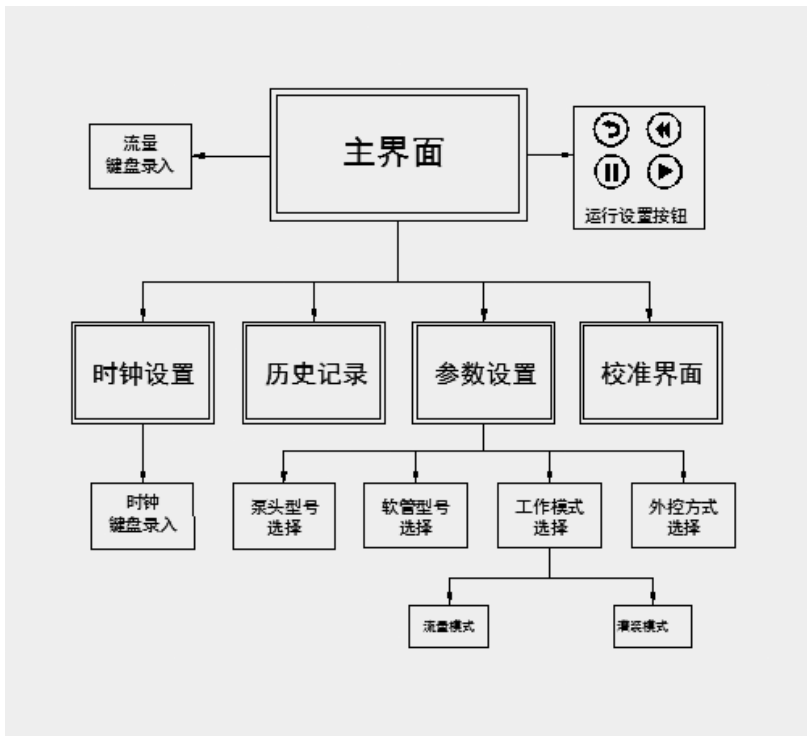 主界面
流量
键盘录入
运行设置按钮
时钟设置
历史记录
参数设置
校准界面
时钟
键盘录入
泵头型号
选择
软管型号
选择
工作模式
选择
外控方式
选择
流量模式
灌装模式